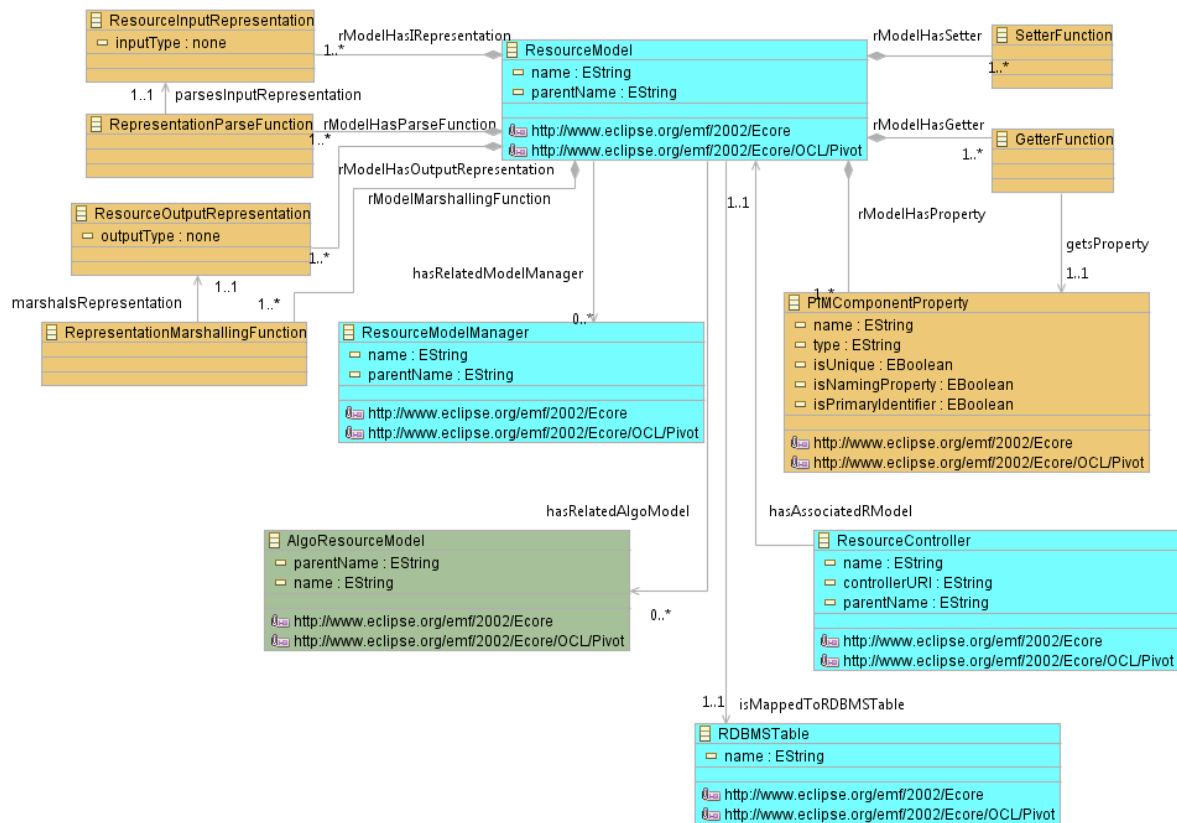 ResourceInputRepresentation
inputType : none
rModelHasIRepresentation
1..*
ResourceModel
name : EString
parentName : EString
http://www.eclipse.org/emf/2002/Ecore
http://www.eclipse.org/emf/2002/Ecore/OCL/Pivot
rModelHasSetter
1..*
SetterFunction
1..1
parsesInputRepresentation
RepresentationParseFunction
rModelHasParseFunction
1..*
rModelHasGetter
1..*
GetterFunction
rModelHasOutputRepresentation
rModelMarshallingFunction
1..1
rModelHasProperty
ResourceOutputRepresentation
outputType : none
1..*
getsProperty
1..1
hasRelatedModelManager
marshalsRepresentation
1..1
1..*
0..*
1..*
RepresentationMarshallingFunction
ResourceModelManager
name : EString
parentName : EString
http://www.eclipse.org/emf/2002/Ecore
http://www.eclipse.org/emf/2002/Ecore/OCL/Pivot
PIMComponentProperty
name : EString
type : EString
isUnique : EBoolean
isNamingProperty : EBoolean
isPrimaryIdentifier : EBoolean
http://www.eclipse.org/emf/2002/Ecore
http://www.eclipse.org/emf/2002/Ecore/OCL/Pivot
hasRelatedAlgoModel
hasAssociatedRModel
AlgoResourceModel
parentName : EString
name : EString
http://www.eclipse.org/emf/2002/Ecore
http://www.eclipse.org/emf/2002/Ecore/OCL/Pivot
0..*
ResourceController
name : EString
controllerURI : EString
parentName : EString
http://www.eclipse.org/emf/2002/Ecore
http://www.eclipse.org/emf/2002/Ecore/OCL/Pivot
1..1
isMappedToRDBMSTable
RDBMSTable
name : EString
http://www.eclipse.org/emf/2002/Ecore
http://www.eclipse.org/emf/2002/Ecore/OCL/Pivot